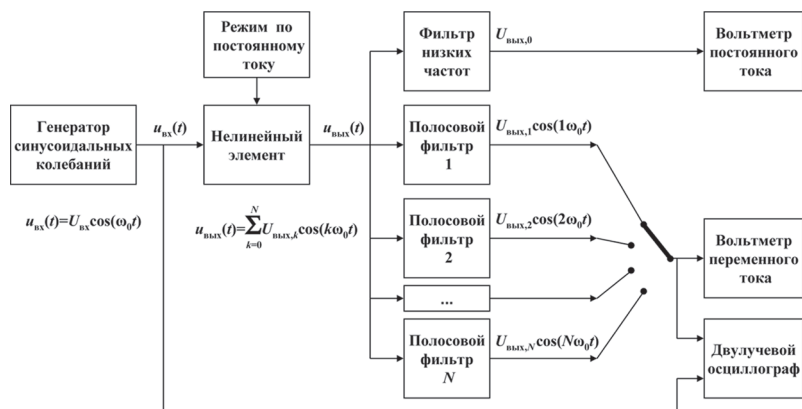 Режим по
постоянному
току
Фильтр
низких
частот
Uвых,0
Вольтметр
постоянного
тока
Генератор
синусоидальных
колебаний
uвх(t)
Нелинейный
элемент
uвых(t)
Полосовой
фильтр
1
Uвых,1cos(1ω0t)
uвх(t)=Uвхcos(ω0t)
uвых(t)=∑Uвых,kcos(kω0t)
N
k=0
Полосовой
фильтр
2
Uвых,2cos(2ω0t)
Вольтметр
переменного
тока
...
Полосовой
фильтр
N
Uвых,Ncos(Nω0t)
Двулучевой
осциллограф